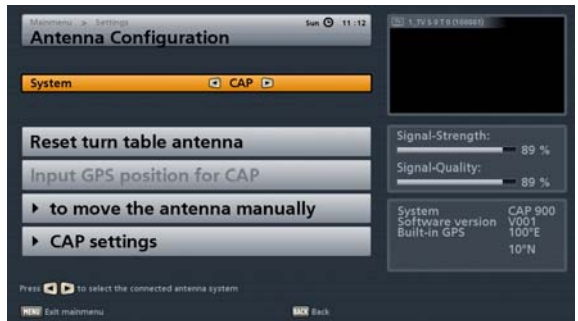 Mainmenu > Settings
Sun 11:12
Antenna Configuration
System CAP
Reset turn table antenna
Input GPS position for CAP
to move the antenna manually
CAP settings
Press to select the connected antenna system
MENU Exit mainmenu
BACK Back
Signal-Strength:
89 %
Signal-Quality:
89 %
System CAP 900
Software version V001
Built-in GPS 100°E
10°N